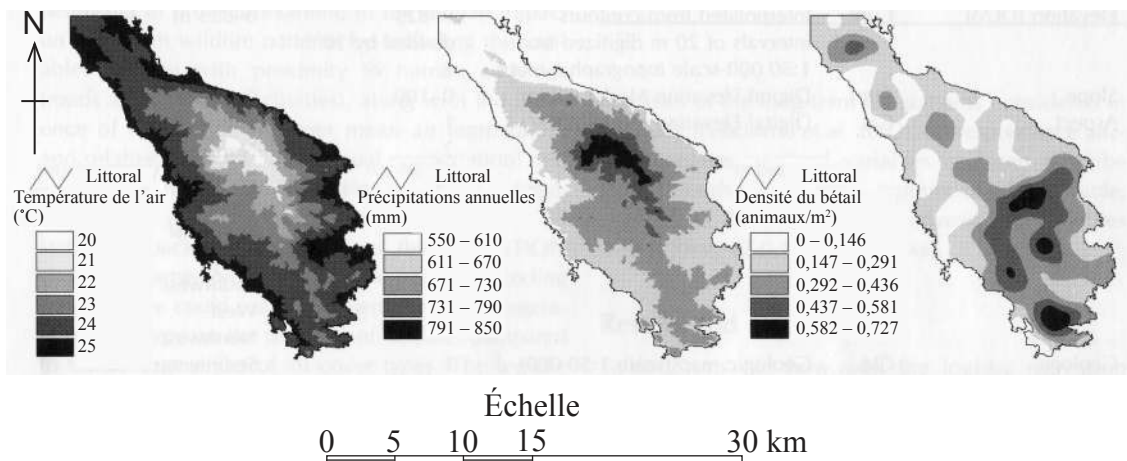 N
Littoral
Température de l'air
(°C)
20
21
22
23
24
25
Littoral
Précipitations annuelles
(mm)
550 – 610
611 – 670
671 – 730
731 – 790
791 – 850
Littoral
Densité du bétail
(animaux/m²)
0 – 0,146
0,147 – 0,291
0,292 – 0,436
0,437 – 0,581
0,582 – 0,727
Échelle
0 5 10 15 30 km